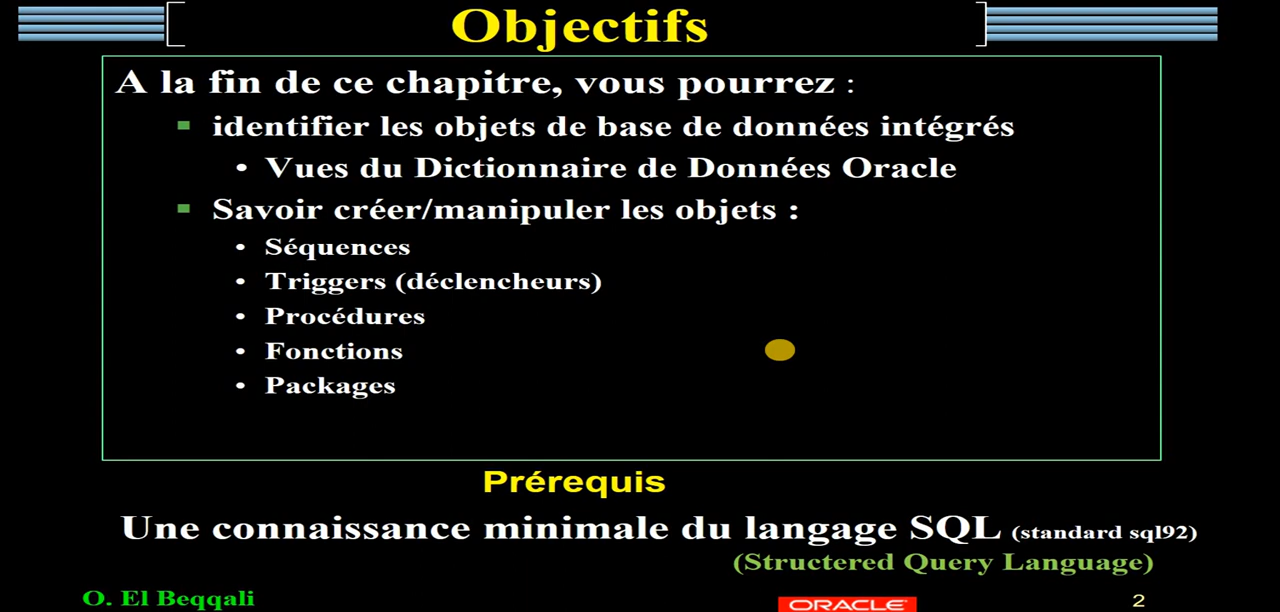 Objectifs
A la fin de ce chapitre, vous pourrez :
identifier les objets de base de données intégrés
• Vues du Dictionnaire de Données Oracle
Savoir créer/manipuler les objets :
• Séquences
• Triggers (déclencheurs)
• Procédures
• Fonctions
• Packages
Prérequis
Une connaissance minimale du langage SQL (standard sql92)
(Structered Query Language)
O. El Beqqali ORACLE 2